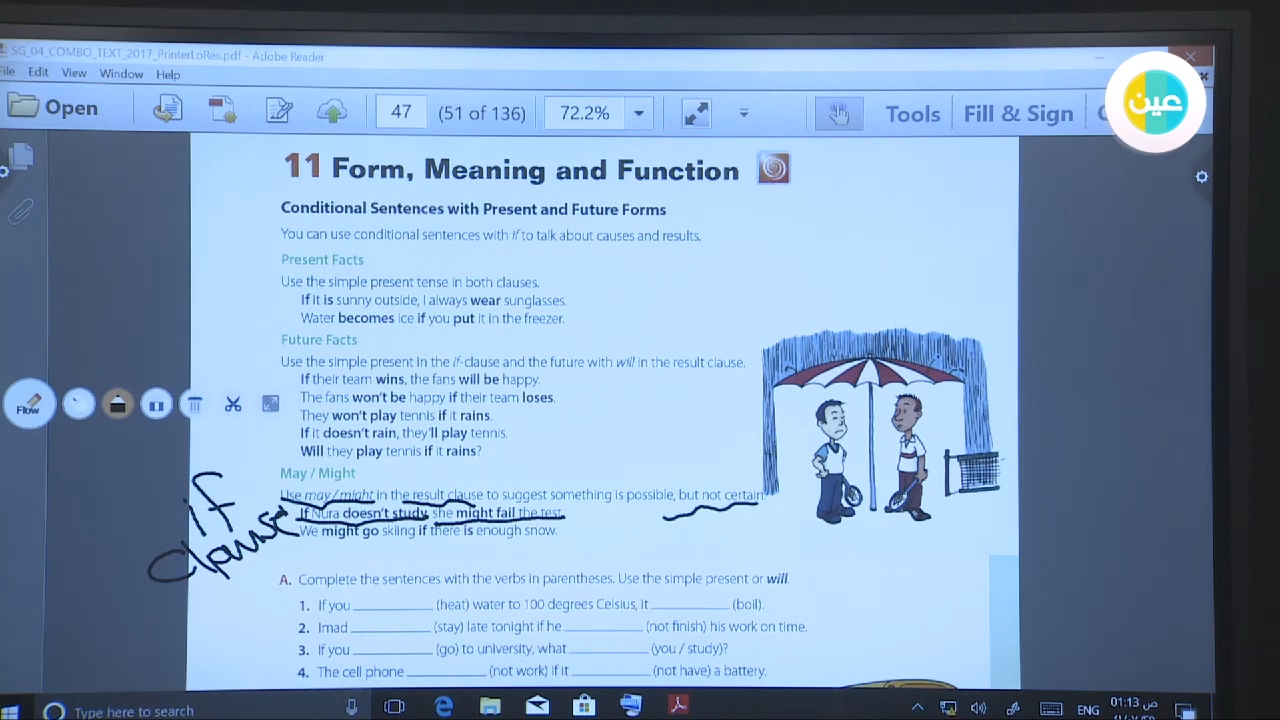 SG_04_COMBO_TEXT_2017_PrinterLoRes.pdf - Adobe Reader
File Edit View Window Help
Open 47 (51 of 136) 72.2% Tools Fill & Sign
عين
11 Form, Meaning and Function
Conditional Sentences with Present and Future Forms
You can use conditional sentences with if to talk about causes and results.
Present Facts
Use the simple present tense in both clauses.
If it is sunny outside, I always wear sunglasses.
Water becomes ice if you put it in the freezer.
Future Facts
Use the simple present in the if-clause and the future with will in the result clause.
If their team wins, the fans will be happy.
The fans won't be happy if their team loses.
They won't play tennis if it rains.
If it doesn't rain, they'll play tennis.
Will they play tennis if it rains?
Flow
May / Might
Use may / might in the result clause to suggest something is possible, but not certain.
If Nura doesn't study, she might fail the test.
We might go skiing if there is enough snow.
if
clause
A. Complete the sentences with the verbs in parentheses. Use the simple present or will.
1. If you ____________ (heat) water to 100 degrees Celsius, it ____________ (boil).
2. Imad ____________ (stay) late tonight if he ____________ (not finish) his work on time.
3. If you ____________ (go) to university, what ____________ (you / study)?
4. The cell phone ____________ (not work) if it ____________ (not have) a battery.
Type here to search
ENG
01:13 ص